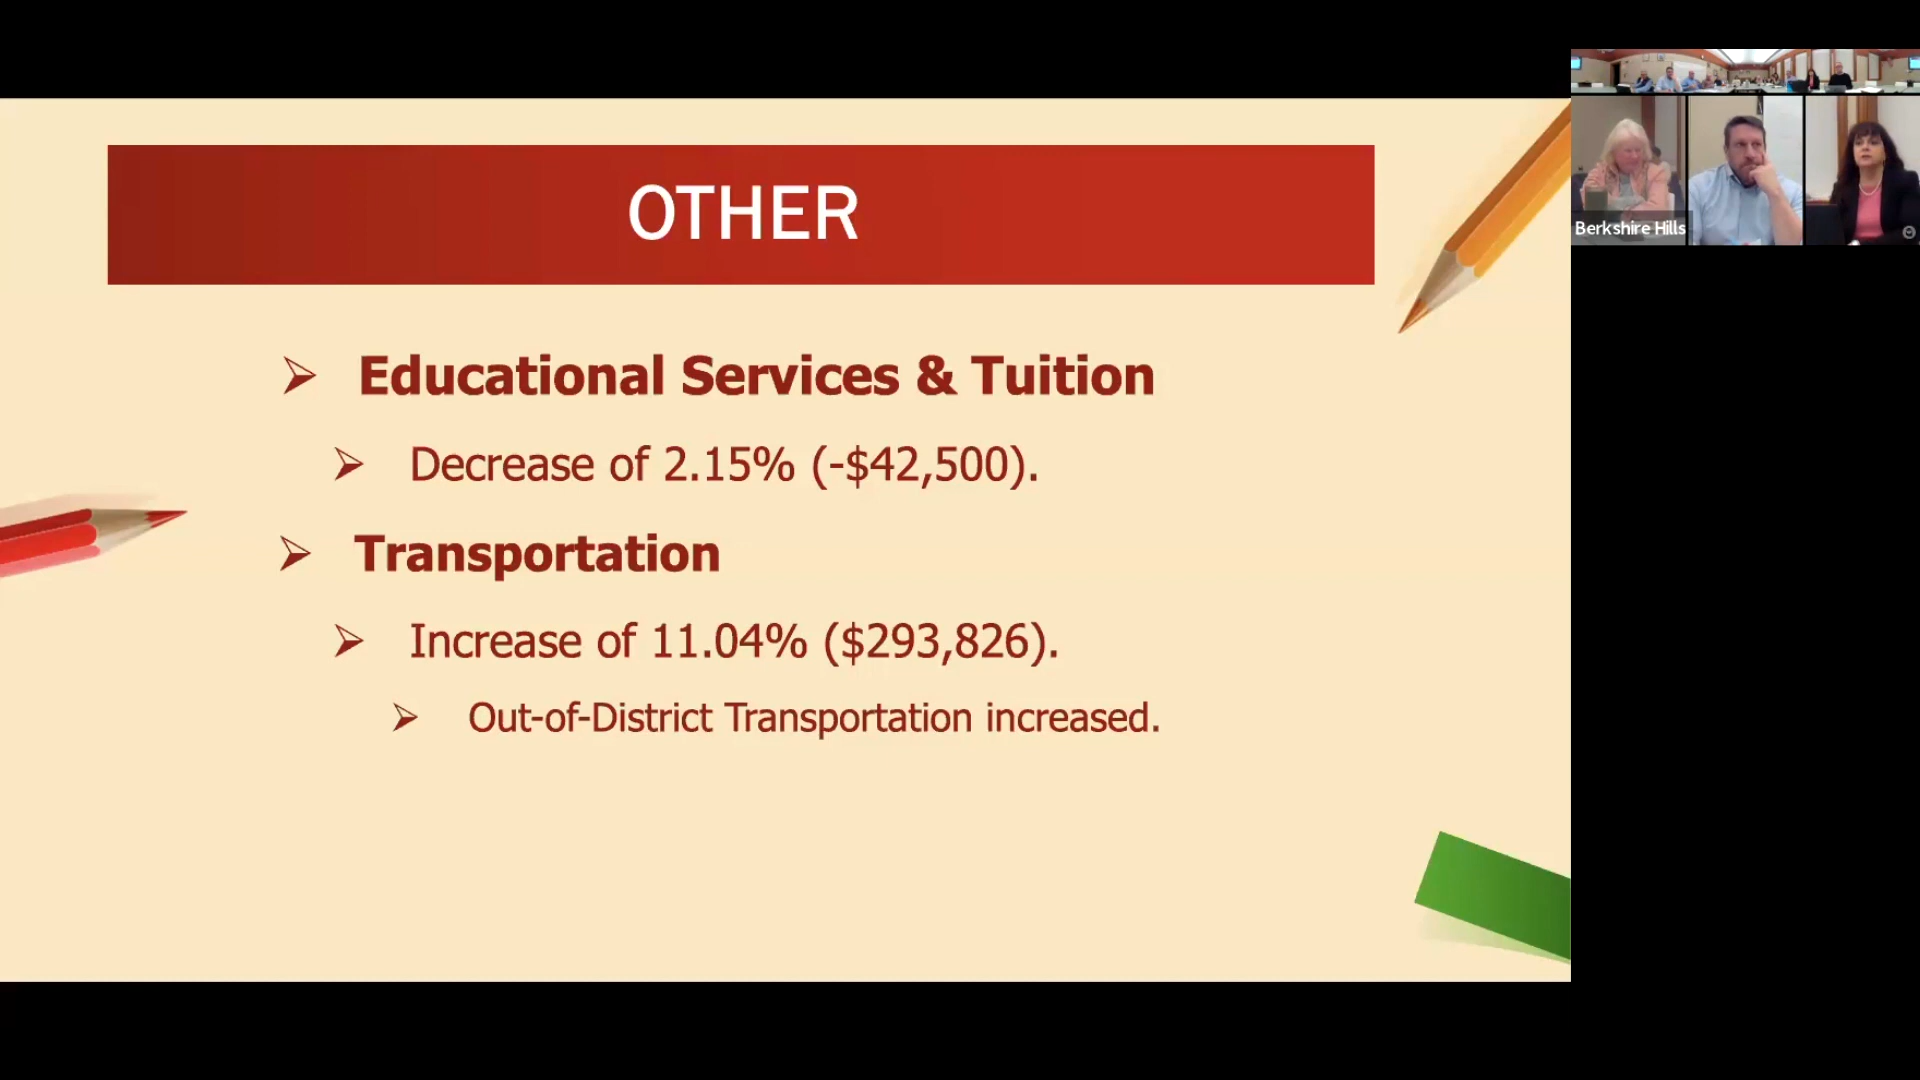 OTHER
Educational Services & Tuition
Decrease of 2.15% (-$42,500).
Transportation
Increase of 11.04% ($293,826).
Out-of-District Transportation increased.
Berkshire Hills